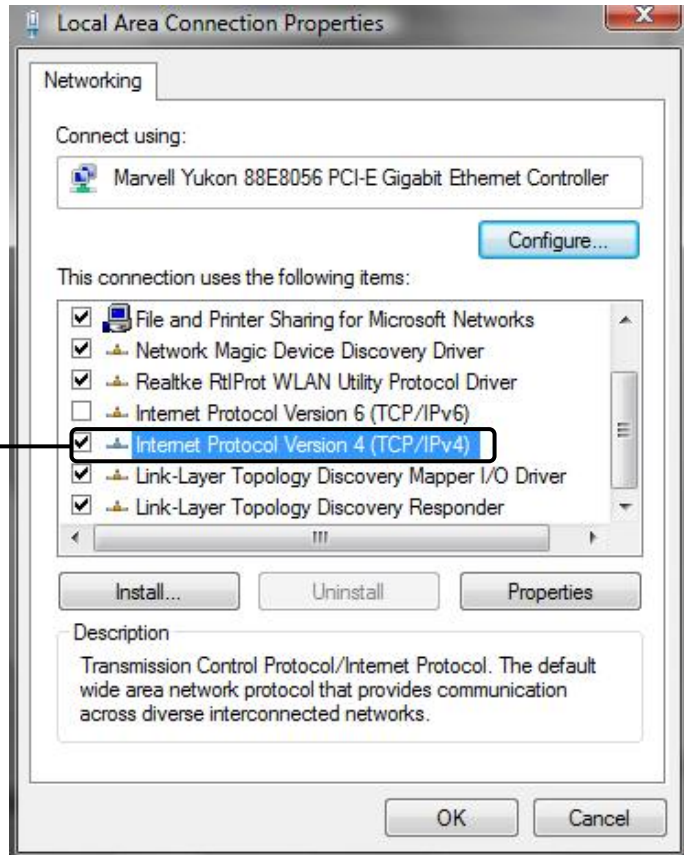 Local Area Connection Properties
Networking
Connect using:
Marvell Yukon 88E8056 PCI-E Gigabit Ethernet Controller
Configure...
This connection uses the following items:
File and Printer Sharing for Microsoft Networks
Network Magic Device Discovery Driver
Realtke RtlProt WLAN Utility Protocol Driver
Internet Protocol Version 6 (TCP/IPv6)
Internet Protocol Version 4 (TCP/IPv4)
Link-Layer Topology Discovery Mapper I/O Driver
Link-Layer Topology Discovery Responder
Install...
Uninstall
Properties
Description
Transmission Control Protocol/Internet Protocol. The default
wide area network protocol that provides communication
across diverse interconnected networks.
OK
Cancel